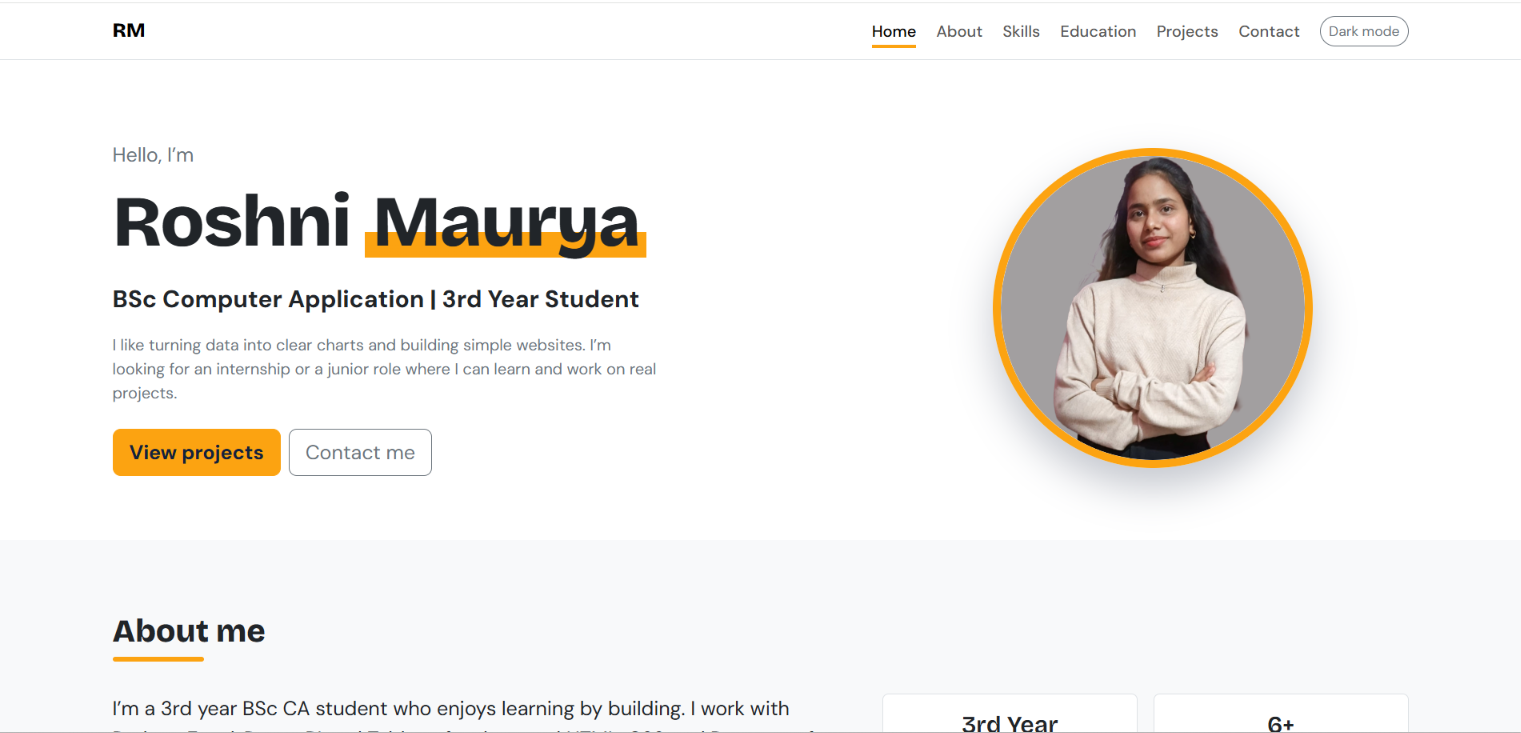 RM
Home About Skills Education Projects Contact Dark mode
Hello, I’m
Roshni Maurya
BSc Computer Application | 3rd Year Student
I like turning data into clear charts and building simple websites. I’m
looking for an internship or a junior role where I can learn and work on real
projects.
View projects Contact me
About me
I’m a 3rd year BSc CA student who enjoys learning by building. I work with
3rd Year 6+